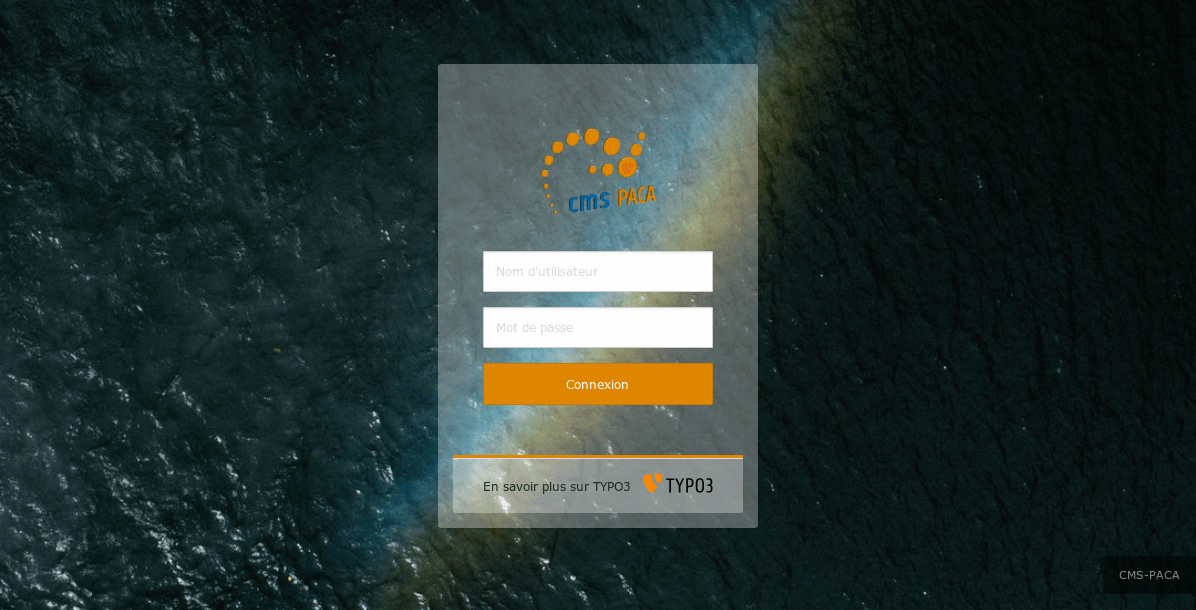 cms PACA
Nom d'utilisateur
Mot de passe
Connexion
En savoir plus sur TYPO3
TYPO3
CMS-PACA